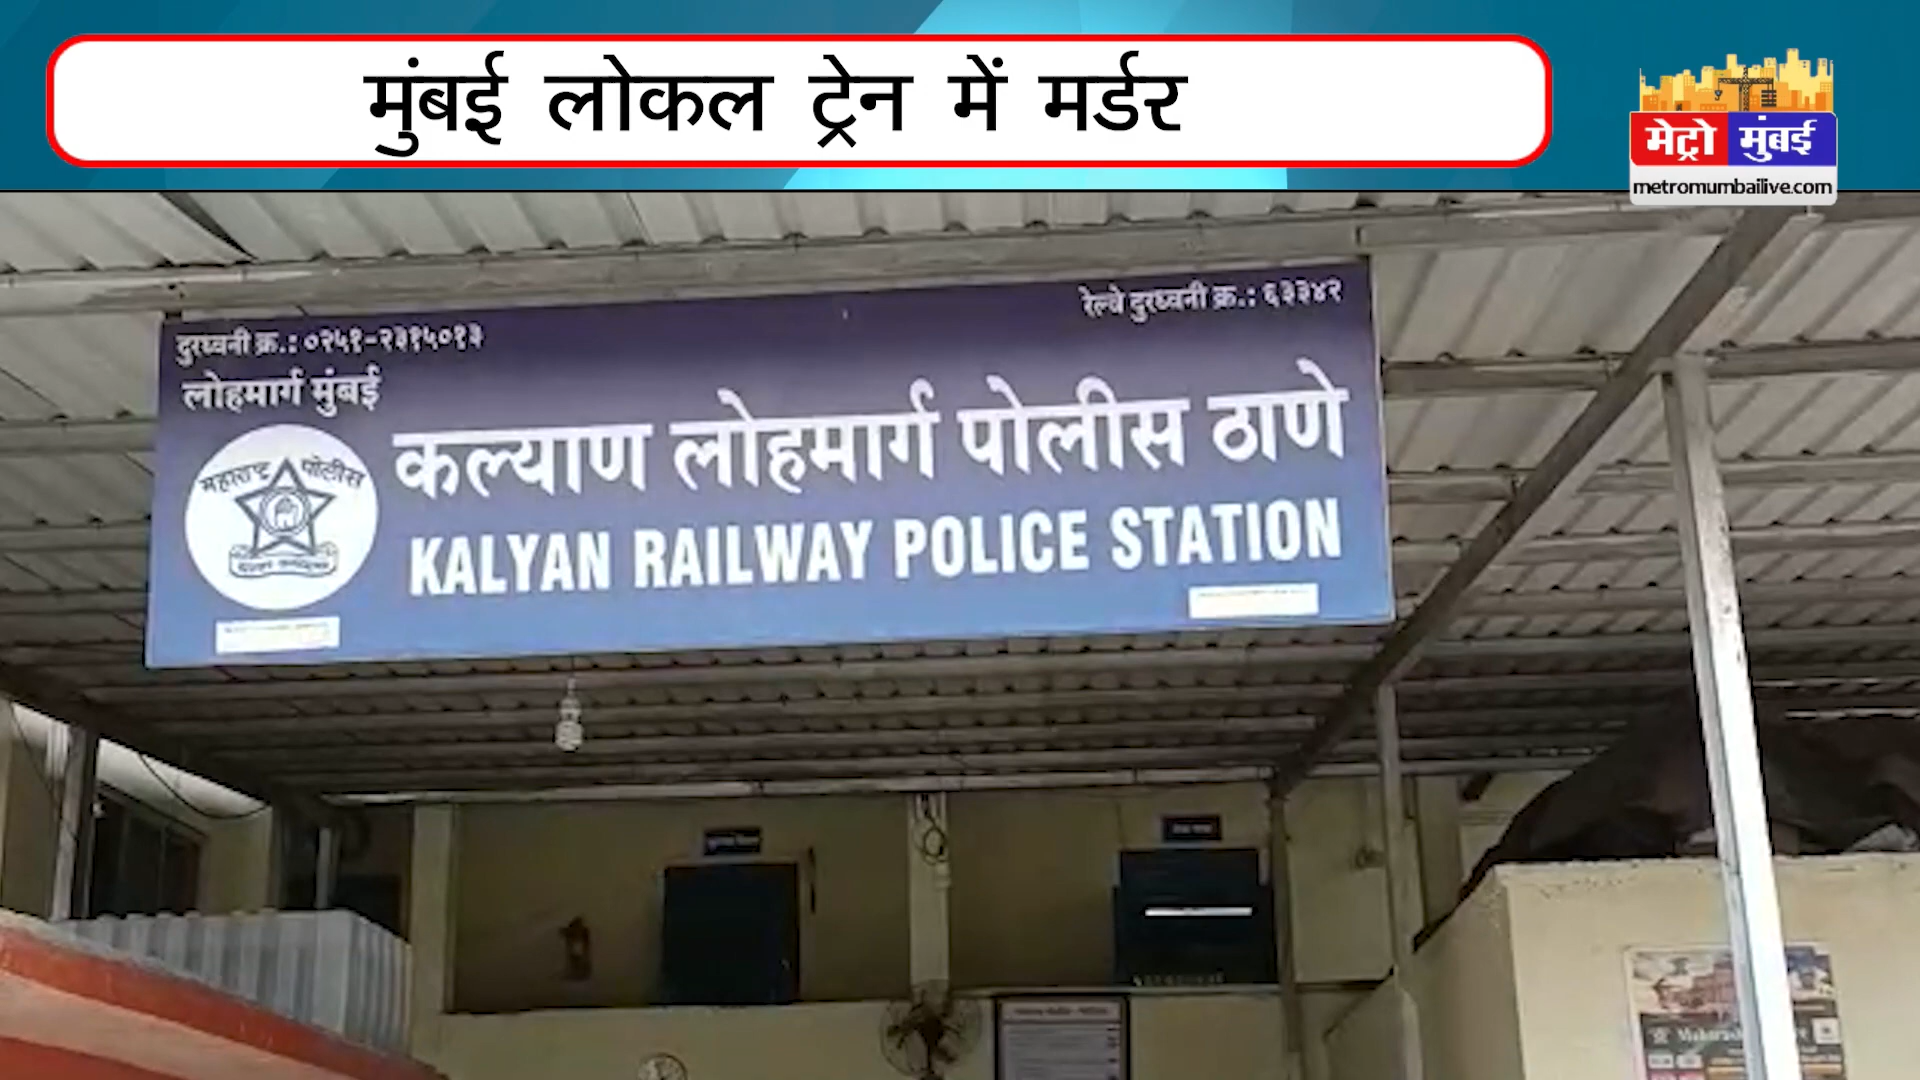 मुंबई लोकल ट्रेन में मर्डर
मेट्रो मुंबई
metromumbailive.com
दुरध्वनी क्र.: ०२५१-२३१५०१३
रेल्वे दुरध्वनी क्र.: ६३३४२
लोहमार्ग मुंबई
महाराष्ट्र पोलीस
कल्याण लोहमार्ग पोलीस ठाणे
KALYAN RAILWAY POLICE STATION